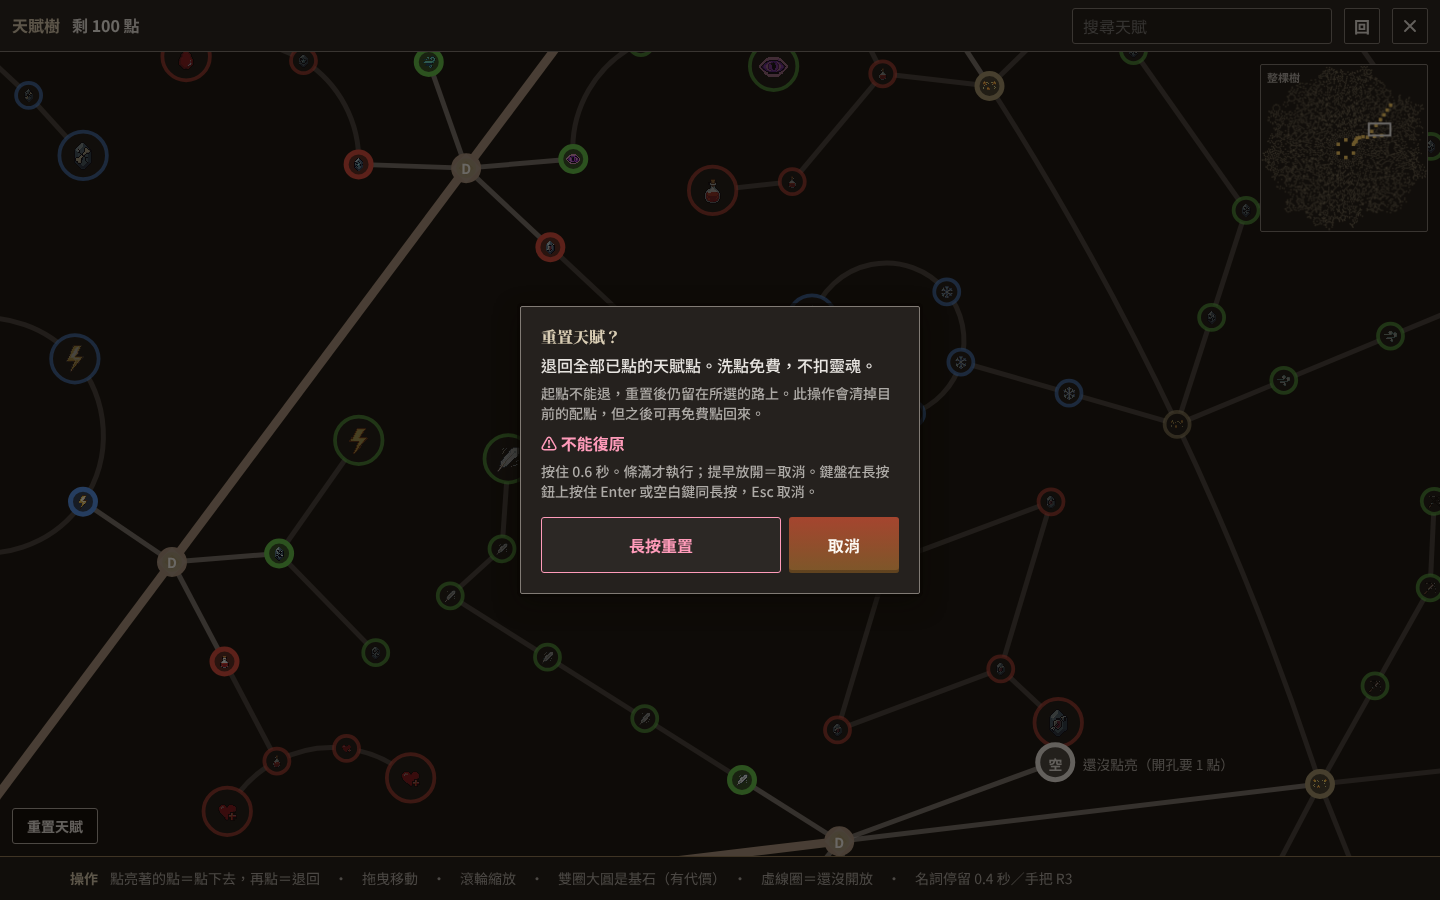 天賦樹 剩 100 點
搜尋天賦
回
整棵樹
D
重置天賦？
退回全部已點的天賦點。洗點免費，不扣靈魂。
起點不能退，重置後仍留在所選的路上。此操作會清掉目
前的配點，但之後可再免費點回來。
不能復原
按住 0.6 秒。條滿才執行；提早放開＝取消。鍵盤在長按
鈕上按住 Enter 或空白鍵同長按，Esc 取消。
長按重置
取消
D
空 還沒點亮（開孔要 1 點）
重置天賦
D
操作 點亮著的點＝點下去，再點＝退回 • 拖曳移動 • 滾輪縮放 • 雙圈大圓是基石（有代價） • 虛線圈＝還沒開放 • 名詞停留 0.4 秒／手把 R3